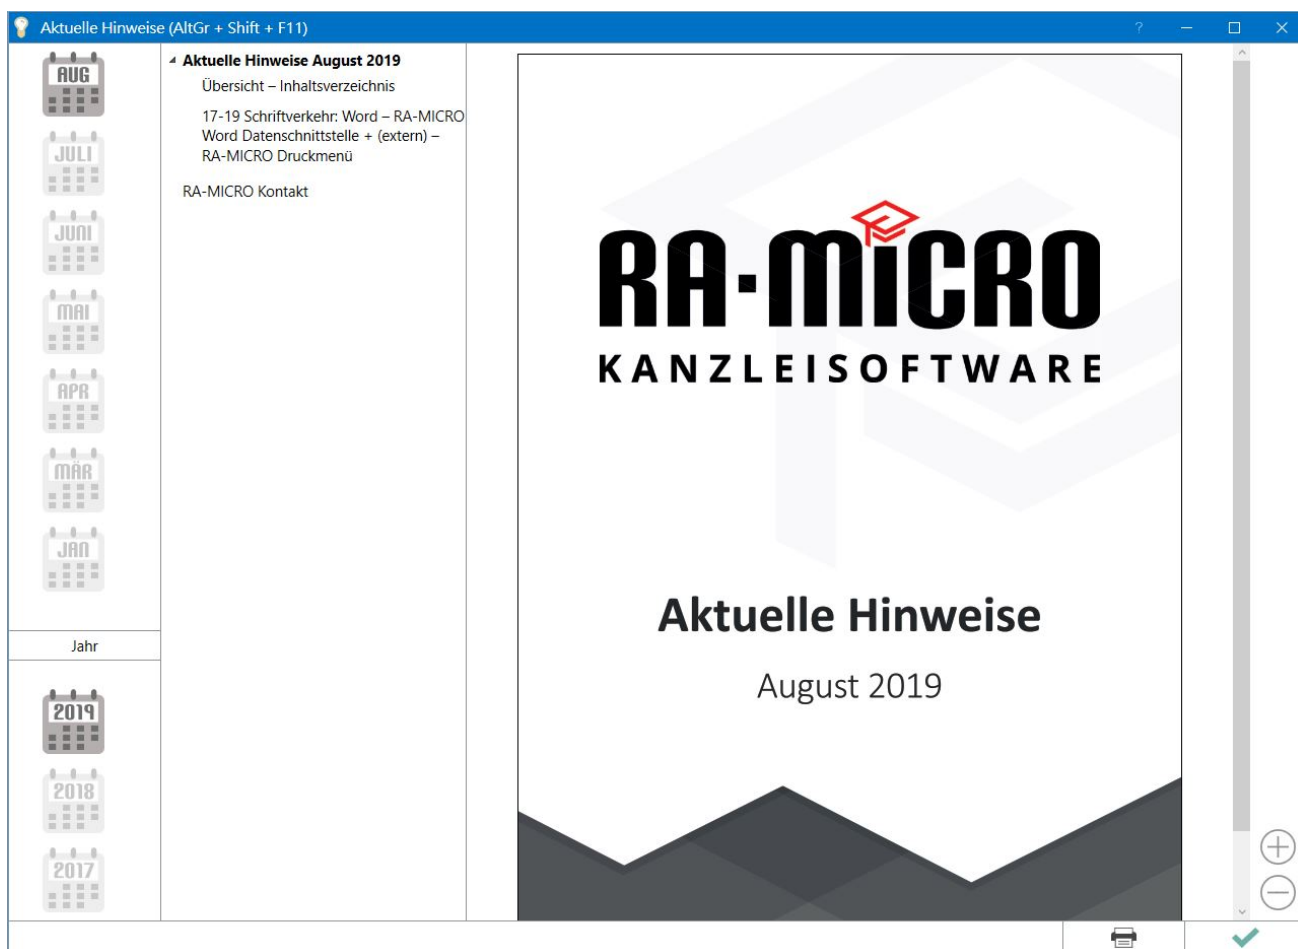 Aktuelle Hinweise (AltGr + Shift + F11)
?
AUG
JULI
JUNI
MAI
APR
MÄR
JAN
Jahr
2019
2018
2017
Aktuelle Hinweise August 2019
Übersicht – Inhaltsverzeichnis
17-19 Schriftverkehr: Word – RA-MICRO
Word Datenschnittstelle + (extern) –
RA-MICRO Druckmenü
RA-MICRO Kontakt
RA-MiCRO
KANZLEISOFTWARE
Aktuelle Hinweise
August 2019